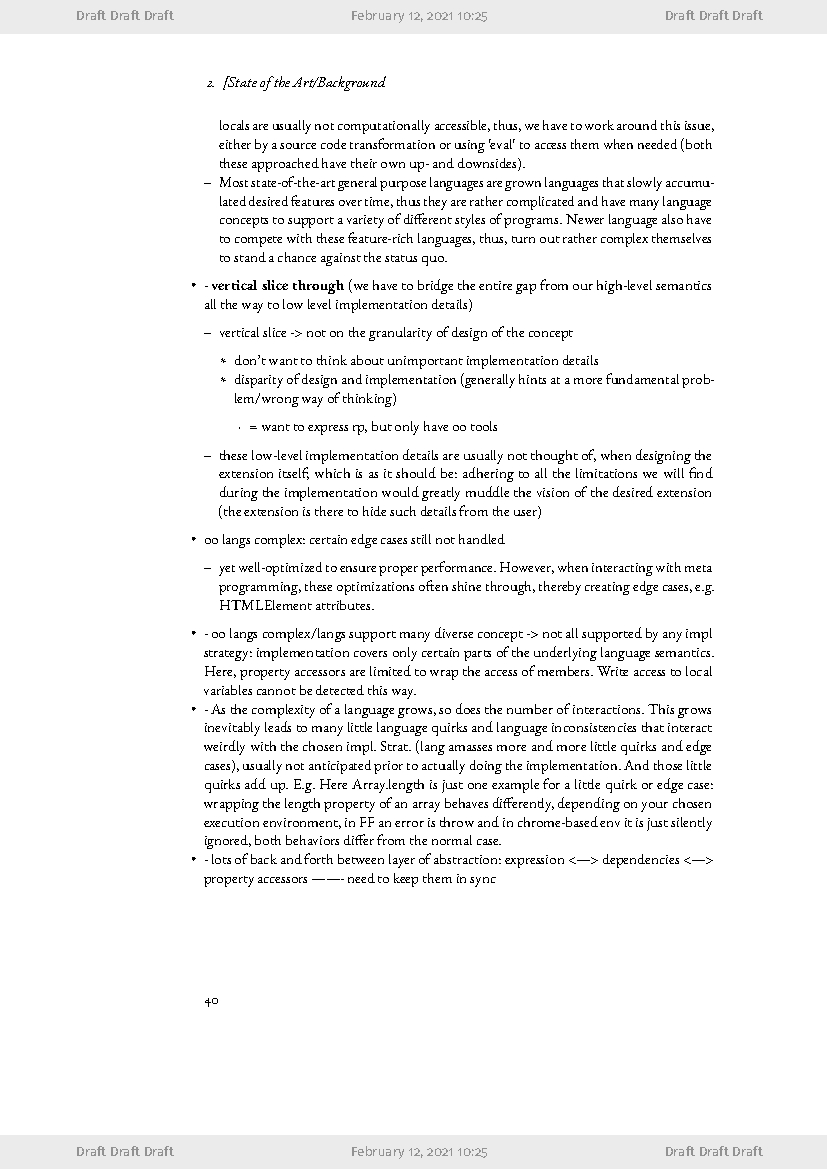 Draft Draft Draft February 12, 2021 10:25 Draft Draft Draft
2. [State of the Art/Background
locals are usually not computationally accessible, thus, we have to work around this issue,
either by a source code transformation or using 'eval' to access them when needed (both
these approached have their own up- and downsides).
– Most state-of-the-art general purpose languages are grown languages that slowly accumu-
lated desired features over time, thus they are rather complicated and have many language
concepts to support a variety of different styles of programs. Newer language also have
to compete with these feature-rich languages, thus, turn out rather complex themselves
to stand a chance against the status quo.
• - vertical slice through (we have to bridge the entire gap from our high-level semantics
all the way to low level implementation details)
– vertical slice -> not on the granularity of design of the concept
* don't want to think about unimportant implementation details
* disparity of design and implementation (generally hints at a more fundamental prob-
lem/wrong way of thinking)
· = want to express rp, but only have oo tools
– these low-level implementation details are usually not thought of, when designing the
extension itself, which is as it should be: adhering to all the limitations we will find
during the implementation would greatly muddle the vision of the desired extension
(the extension is there to hide such details from the user)
• oo langs complex: certain edge cases still not handled
– yet well-optimized to ensure proper performance. However, when interacting with meta
programming, these optimizations often shine through, thereby creating edge cases, e.g.
HTMLElement attributes.
• - oo langs complex/langs support many diverse concept -> not all supported by any impl
strategy: implementation covers only certain parts of the underlying language semantics.
Here, property accessors are limited to wrap the access of members. Write access to local
variables cannot be detected this way.
• - As the complexity of a language grows, so does the number of interactions. This grows
inevitably leads to many little language quirks and language inconsistencies that interact
weirdly with the chosen impl. Strat. (lang amasses more and more little quirks and edge
cases), usually not anticipated prior to actually doing the implementation. And those little
quirks add up. E.g. Here Array.length is just one example for a little quirk or edge case:
wrapping the length property of an array behaves differently, depending on your chosen
execution environment, in FF an error is throw and in chrome-based env it is just silently
ignored, both behaviors differ from the normal case.
• - lots of back and forth between layer of abstraction: expression <—> dependencies <—>
property accessors ——- need to keep them in sync
40
Draft Draft Draft February 12, 2021 10:25 Draft Draft Draft